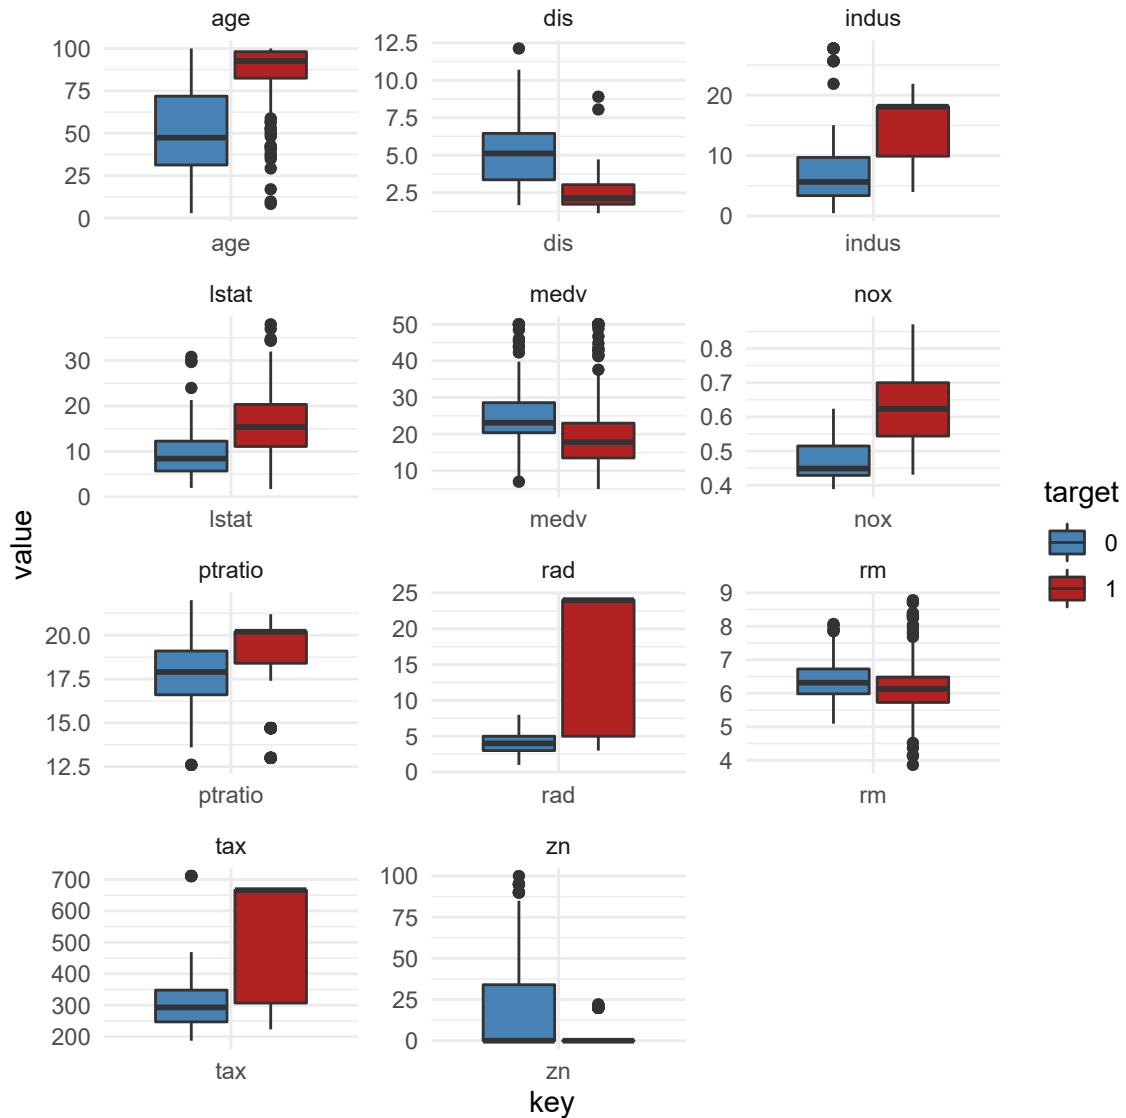 age
dis
indus
100
75
50
25
0
12.5
10.0
7.5
5.0
2.5
20
10
0
age
dis
indus
lstat
medv
nox
30
20
10
0
50
40
30
20
10
0.8
0.7
0.6
0.5
0.4
lstat
medv
nox
ptratio
rad
rm
20.0
17.5
15.0
12.5
25
20
15
10
5
0
9
8
7
6
5
4
ptratio
rad
rm
tax
zn
700
600
500
400
300
200
100
75
50
25
0
tax
zn
key
value
target
0
1